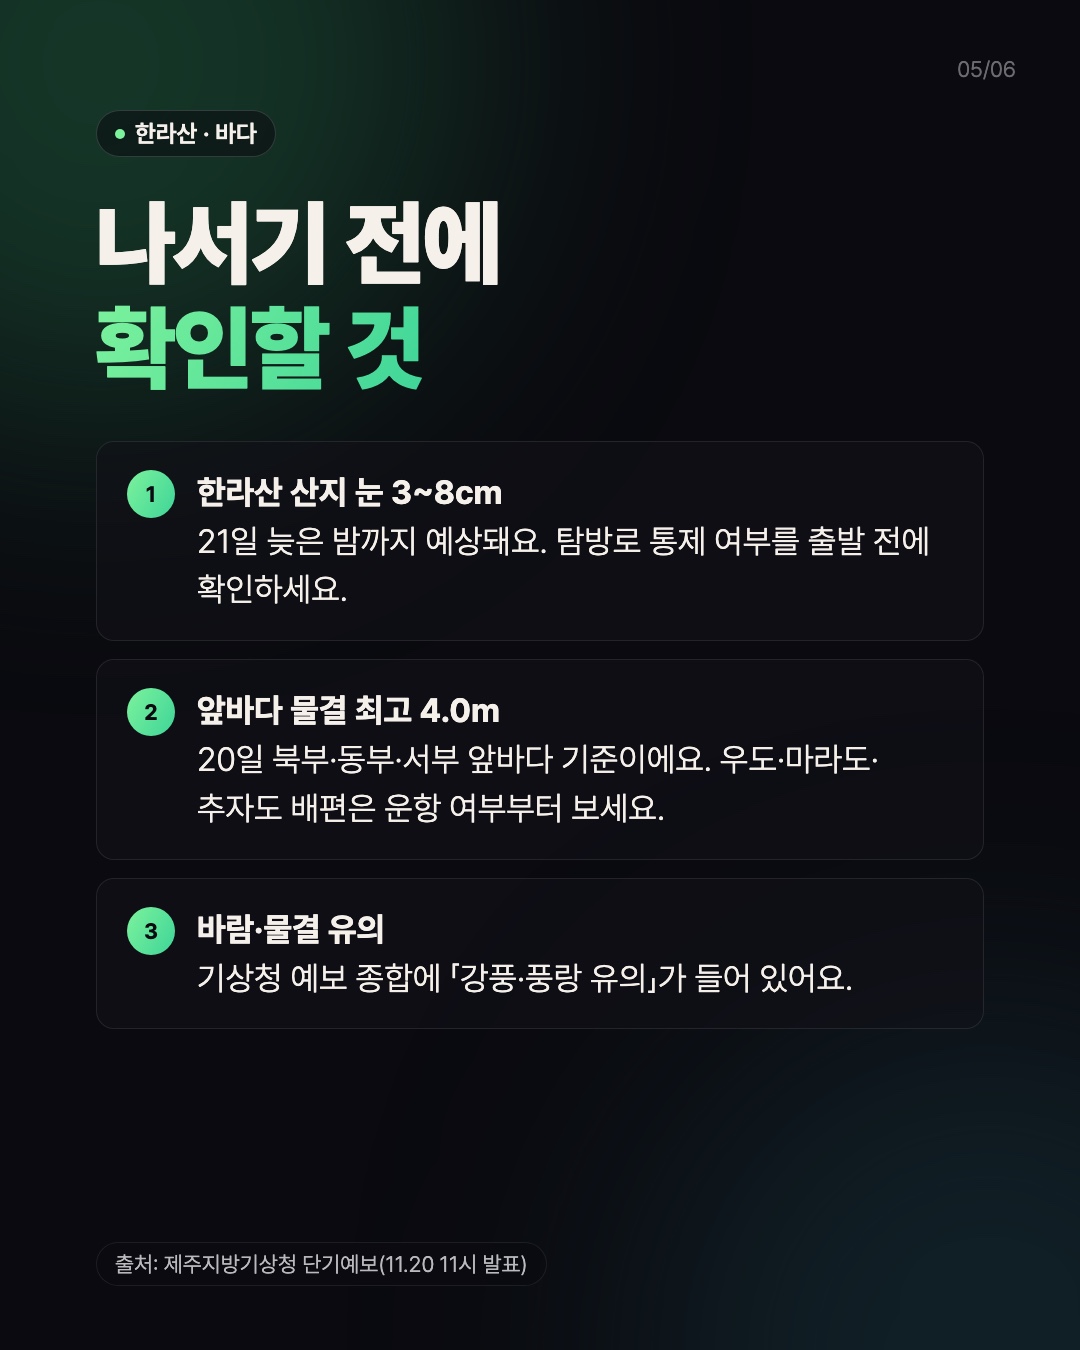 05/06
한라산 · 바다
나서기 전에
확인할 것
1 한라산 산지 눈 3~8cm
21일 늦은 밤까지 예상돼요. 탐방로 통제 여부를 출발 전에
확인하세요.
2 앞바다 물결 최고 4.0m
20일 북부·동부·서부 앞바다 기준이에요. 우도·마라도·
추자도 배편은 운항 여부부터 보세요.
3 바람·물결 유의
기상청 예보 종합에 「강풍·풍랑 유의」가 들어 있어요.
출처: 제주지방기상청 단기예보(11.20 11시 발표)